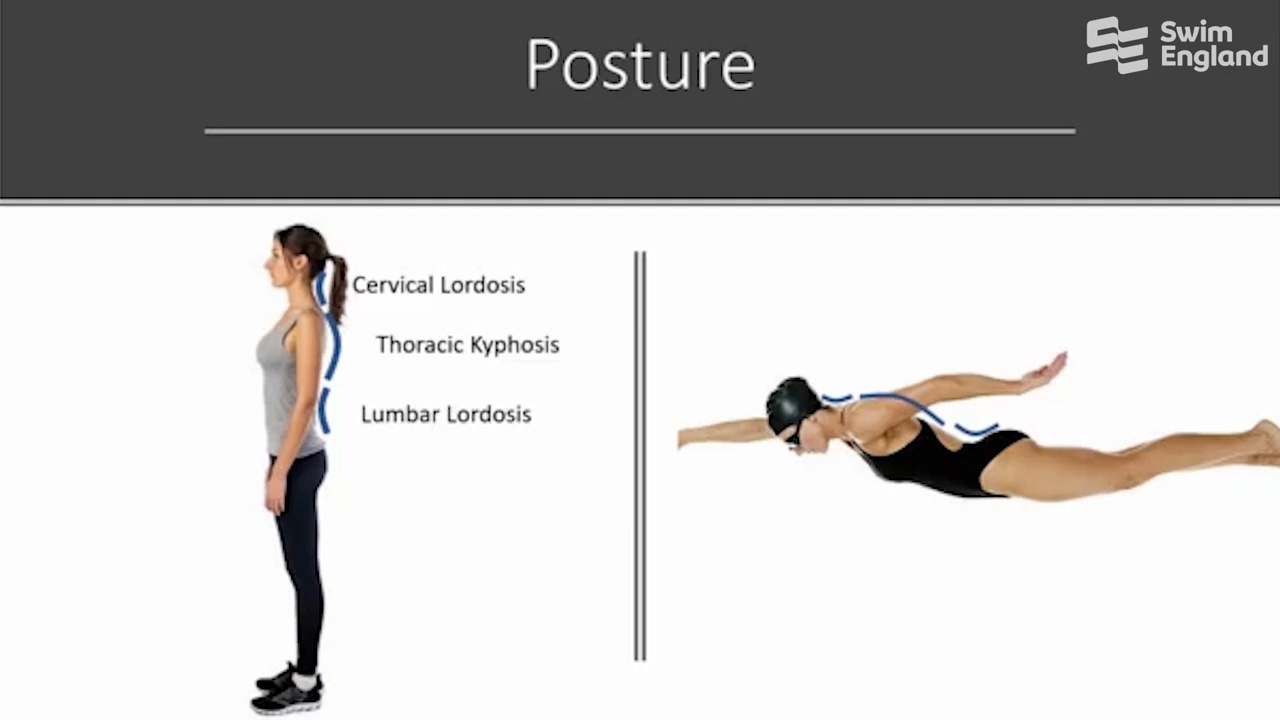 Posture
Swim
England
Cervical Lordosis
Thoracic Kyphosis
Lumbar Lordosis